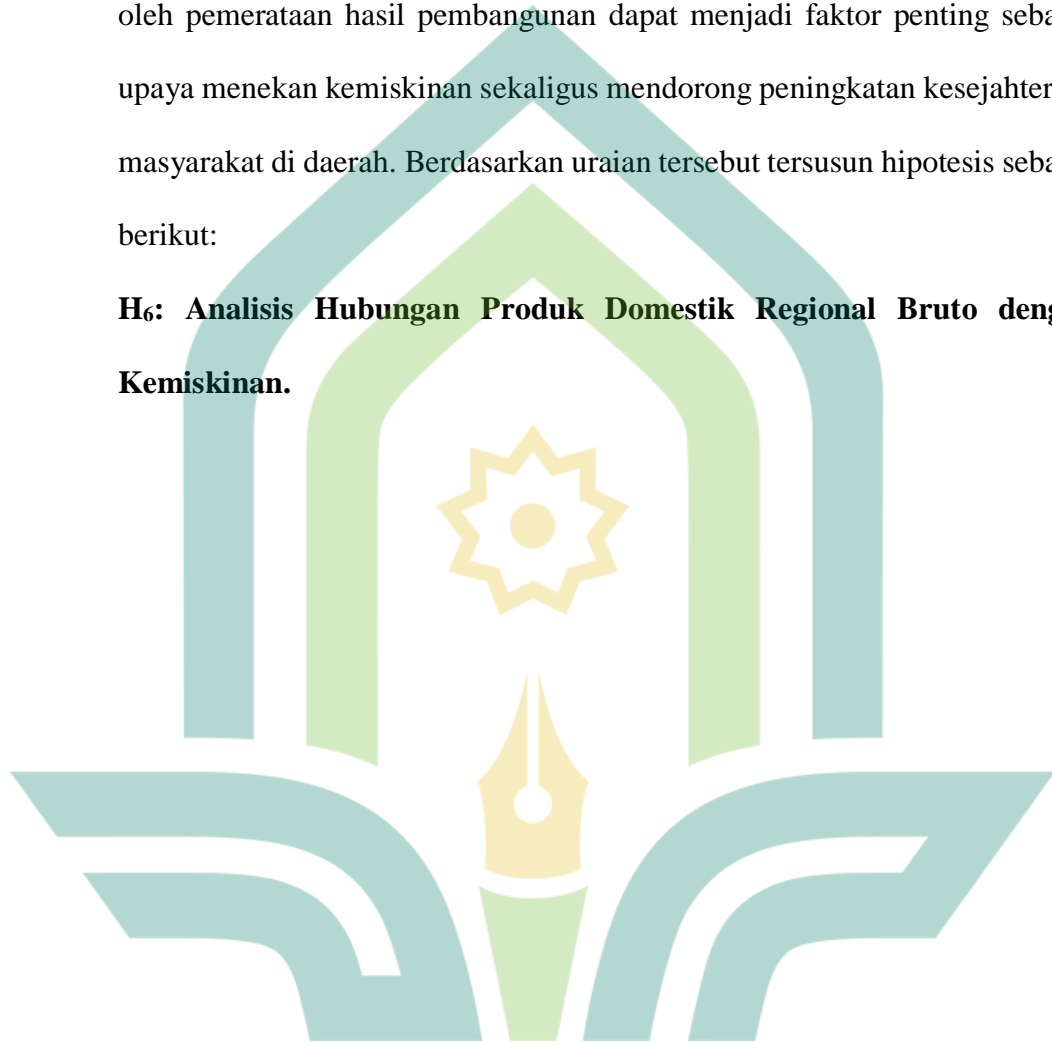 oleh pemerataan hasil pembangunan dapat menjadi faktor penting seba
upaya menekan kemiskinan sekaligus mendorong peningkatan kesejahter
masyarakat di daerah. Berdasarkan uraian tersebut tersusun hipotesis seba
berikut:
H₆: Analisis Hubungan Produk Domestik Regional Bruto deng
Kemiskinan.